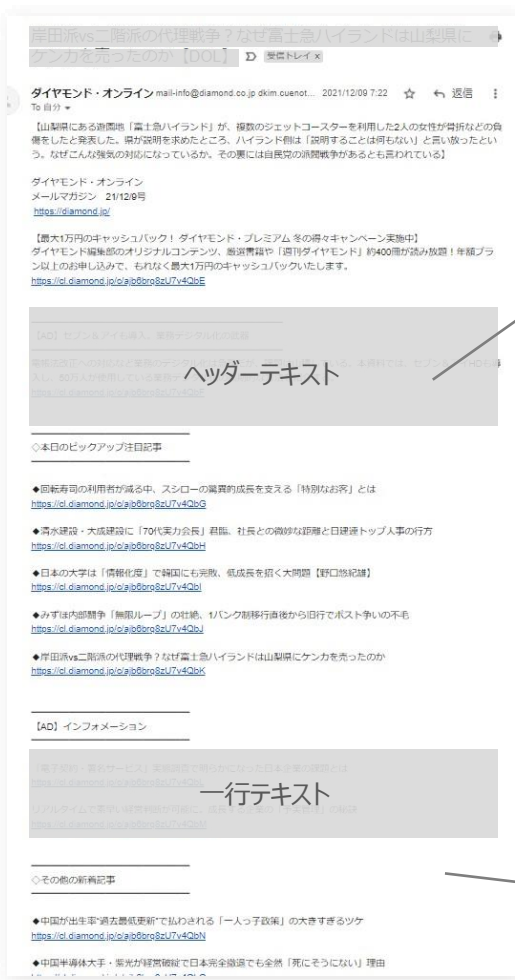 岸田派vs二階派の代理戦争？なぜ富士急ハイランドは山梨県に
ケンカを売ったのか【DOL】 受信トレイ x
ダイヤモンド・オンライン mail-info@diamond.co.jp dkim.cuenot... 2021/12/09 7:22 返信
To 自分
【山梨県にある遊園地「富士急ハイランド」が、複数のジェットコースターを利用した2人の女性が骨折などの負
傷をしたと発表した。県が説明を求めたところ、ハイランド側は「説明することは何もない」と言い放ったとい
う。なぜこんな強気の対応になっているか。その裏には自民党の派閥戦争があるとも言われている】
ダイヤモンド・オンライン
メールマガジン 21/12/9号
https://diamond.jp/
【最大1万円のキャッシュバック！ ダイヤモンド・プレミアム 冬の得々キャンペーン実施中】
ダイヤモンド編集部のオリジナルコンテンツ、厳選書籍や「週刊ダイヤモンド」約400冊が読み放題！年額プラ
ン以上のお申し込みで、もれなく最大1万円のキャッシュバックいたします。
https://cl.diamond.jp/o/ajb6brq8zU7v4QbE
【AD】セブン＆アイも導入、業務デジタル化の
ヘッダーテキスト
https://cl.diamond.jp/o/ajb6brq8zU7v4QbF
◇本日のピックアップ注目記事
◆回転寿司の利用者が減る中、スシローの驚異的成長を支える「特別なお客」とは
https://cl.diamond.jp/o/ajb6brq8zU7v4QbG
◆清水建設・大成建設に「70代実力会長」君臨、社長との微妙な距離と日建連トップ人事の行方
https://cl.diamond.jp/o/ajb6brq8zU7v4QbH
◆日本の大学は「情報化度」で韓国にも完敗、低成長を招く大問題【野口悠紀雄】
https://cl.diamond.jp/o/ajb6brq8zU7v4QbI
◆みずほ内部闘争「無限ループ」の壮絶、1バンク制移行直後から旧行でポスト争いの不毛
https://cl.diamond.jp/o/ajb6brq8zU7v4QbJ
◆岸田派vs二階派の代理戦争？なぜ富士急ハイランドは山梨県にケンカを売ったのか
https://cl.diamond.jp/o/ajb6brq8zU7v4QbK
【AD】インフォメーション
一行テキスト
◇その他の新着記事
◆中国が出生率“過去最低更新”で払わされる「一人っ子政策」の大きすぎるツケ
https://cl.diamond.jp/o/ajb6brq8zU7v4QbN
◆中国半導体大手・紫光が経営破綻で日本完全撤退でも全然「死にそうにない」理由